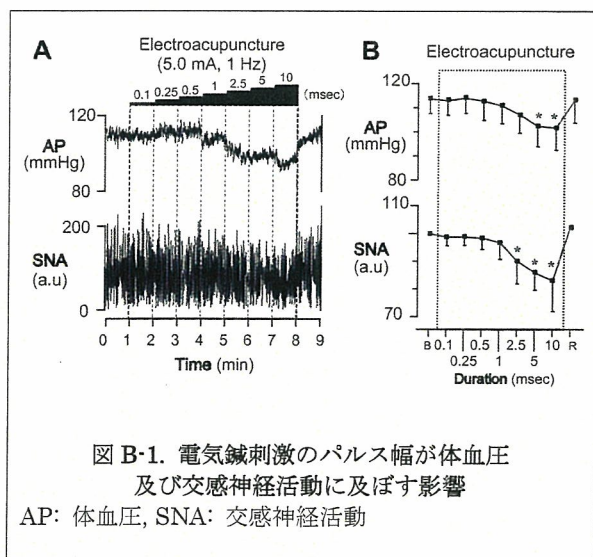 A
Electroacupuncture
(5.0 mA, 1 Hz)
0.1 0.25 0.5 1 2.5 5 10 (msec)
120
AP
(mmHg)
80
200
SNA
(a.u)
0
0 1 2 3 4 5 6 7 8 9
Time (min)
B
Electroacupuncture
120
AP
(mmHg)
80
* *
110
SNA
(a.u)
70
* * *
B 0.1 0.5 2.5 10 R
0.25 1 5
Duration (msec)
図 B-1. 電気鍼刺激のパルス幅が体血圧
及び交感神経活動に及ぼす影響
AP: 体血圧, SNA: 交感神経活動